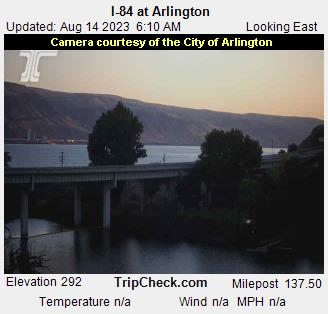 I-84 at Arlington
Updated: Aug 14 2023 6:10 AM Looking East
Camera courtesy of the City of Arlington
Elevation 292 TripCheck.com Milepost 137.50
Temperature n/a Wind n/a MPH n/a